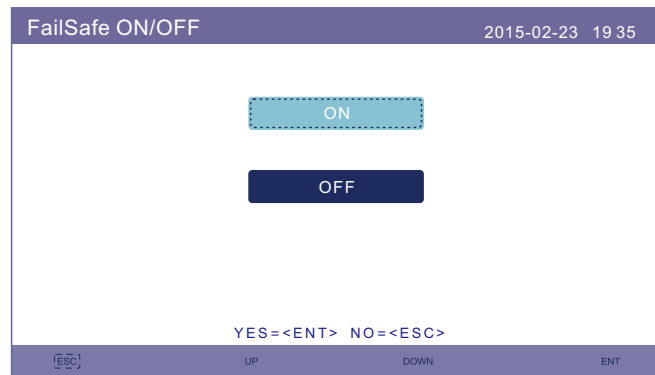 FailSafe ON/OFF 2015-02-23 19 35
ON
OFF
YES=<ENT> NO=<ESC>
ESC UP DOWN ENT